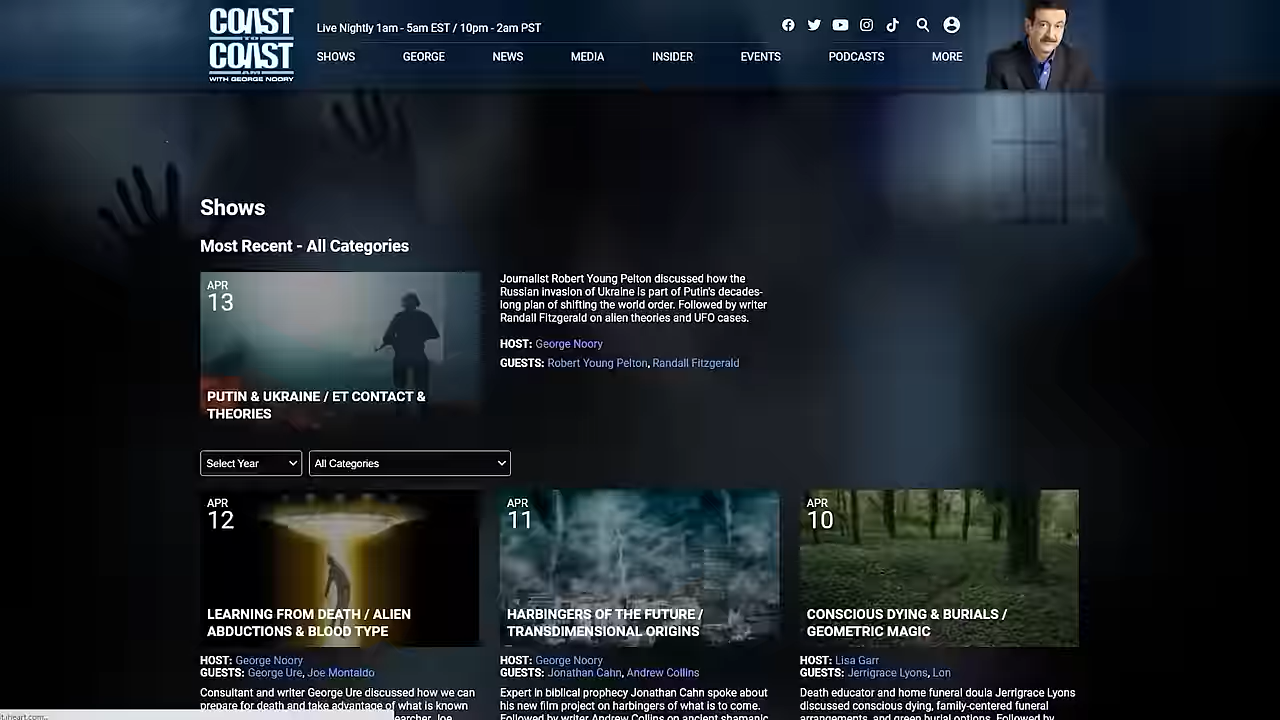 COAST
TO
COAST
AM
WITH GEORGE NOORY
Live Nightly 1am - 5am EST / 10pm - 2am PST
SHOWS
GEORGE
NEWS
MEDIA
INSIDER
EVENTS
PODCASTS
MORE
Shows
Most Recent - All Categories
APR
13
PUTIN & UKRAINE / ET CONTACT &
THEORIES
Journalist Robert Young Pelton discussed how the
Russian invasion of Ukraine is part of Putin's decades-
long plan of shifting the world order. Followed by writer
Randall Fitzgerald on alien theories and UFO cases.
HOST: George Noory
GUESTS: Robert Young Pelton, Randall Fitzgerald
Select Year
All Categories
APR
12
LEARNING FROM DEATH / ALIEN
ABDUCTIONS & BLOOD TYPE
HOST: George Noory
GUESTS: George Ure, Joe Montaldo
Consultant and writer George Ure discussed how we can
prepare for death and take advantage of what is known
Joe
APR
11
HARBINGERS OF THE FUTURE /
TRANSDIMENSIONAL ORIGINS
HOST: George Noory
GUESTS: Jonathan Cahn, Andrew Collins
Expert in biblical prophecy Jonathan Cahn spoke about
his new film project on harbingers of what is to come.
Followed by writer Andrew Collins on ancient shamanic
APR
10
CONSCIOUS DYING & BURIALS /
GEOMETRIC MAGIC
HOST: Lisa Garr
GUESTS: Jerrigrace Lyons, Lon
Death educator and home funeral doula Jerrigrace Lyons
discussed conscious dying, family-centered funeral
arrangements, and green burial options. Followed by